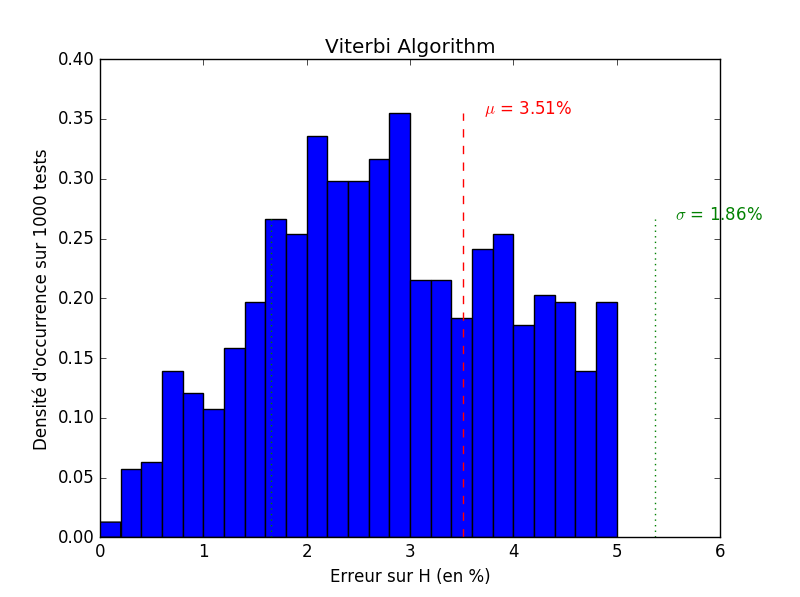 Viterbi Algorithm
0.40
0.35
0.30
0.25
0.20
0.15
0.10
0.05
0.00
Densité d'occurrence sur 1000 tests
μ = 3.51%
σ = 1.86%
0 1 2 3 4 5 6
Erreur sur H (en %)